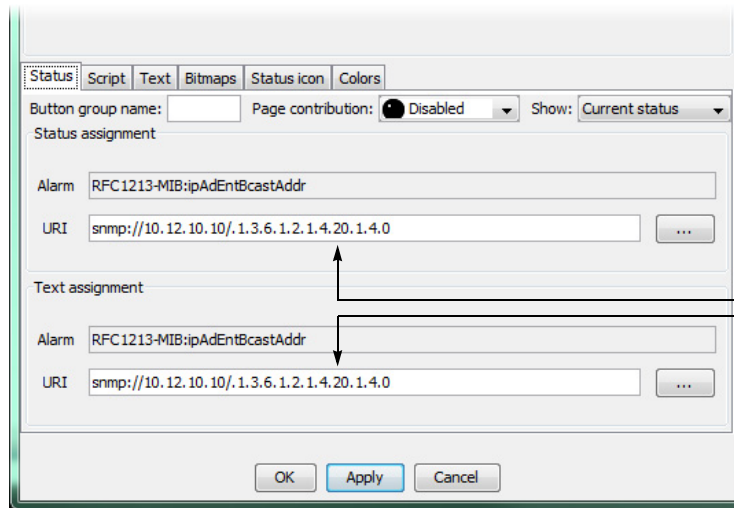 Status Script Text Bitmaps Status icon Colors
Button group name: Page contribution: Disabled Show: Current status
Status assignment
Alarm RFC1213-MIB:ipAdEntBcastAddr
URI snmp://10.12.10.10/.1.3.6.1.2.1.4.20.1.4.0 ...
Text assignment
Alarm RFC1213-MIB:ipAdEntBcastAddr
URI snmp://10.12.10.10/.1.3.6.1.2.1.4.20.1.4.0 ...
OK Apply Cancel